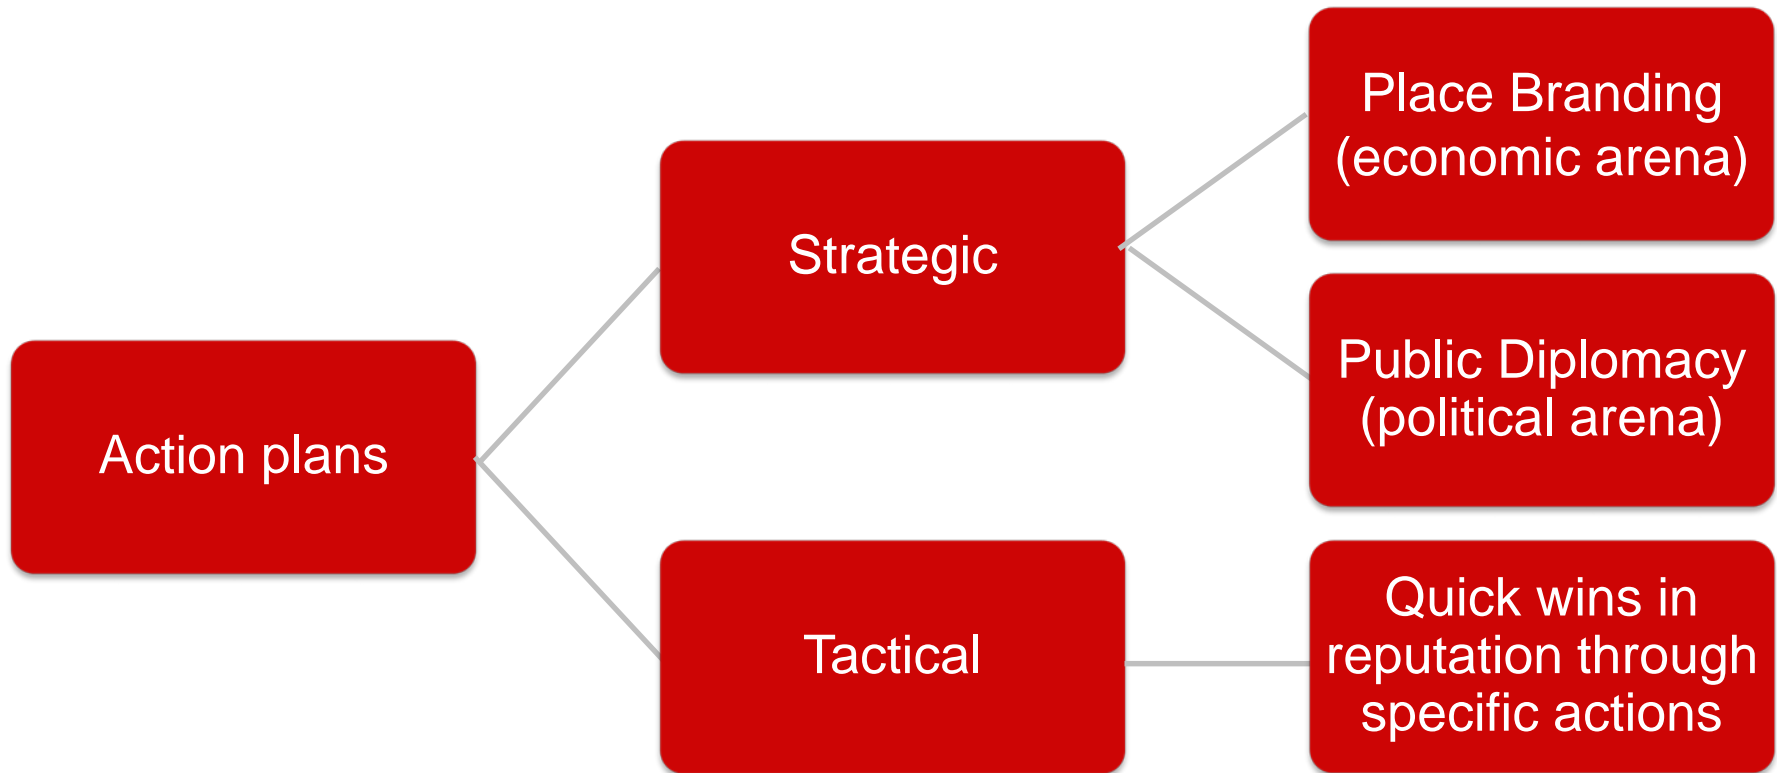 Action plans
Strategic
Tactical
Place Branding
(economic arena)
Public Diplomacy
(political arena)
Quick wins in
reputation through
specific actions